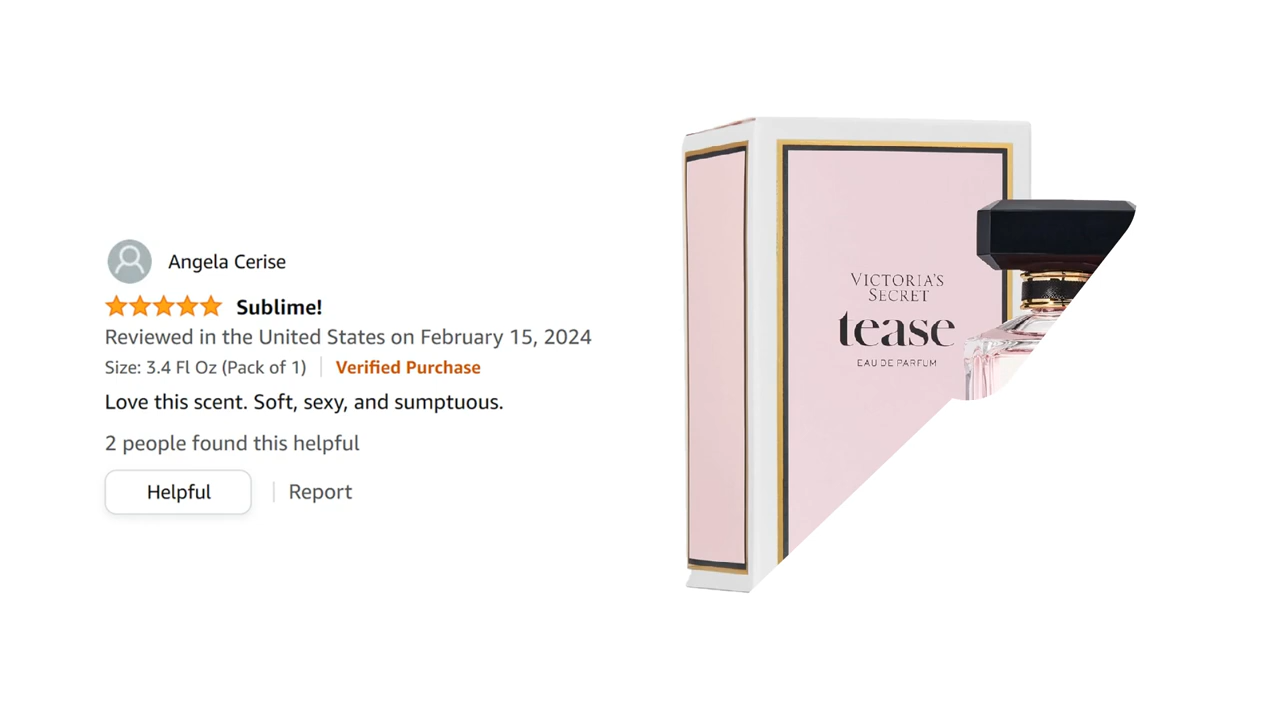 Angela Cerise
Sublime!
Reviewed in the United States on February 15, 2024
Size: 3.4 Fl Oz (Pack of 1)
Verified Purchase
Love this scent. Soft, sexy, and sumptuous.
2 people found this helpful
Helpful
Report
VICTORIA'S
SECRET
tease
EAU DE PARFUM